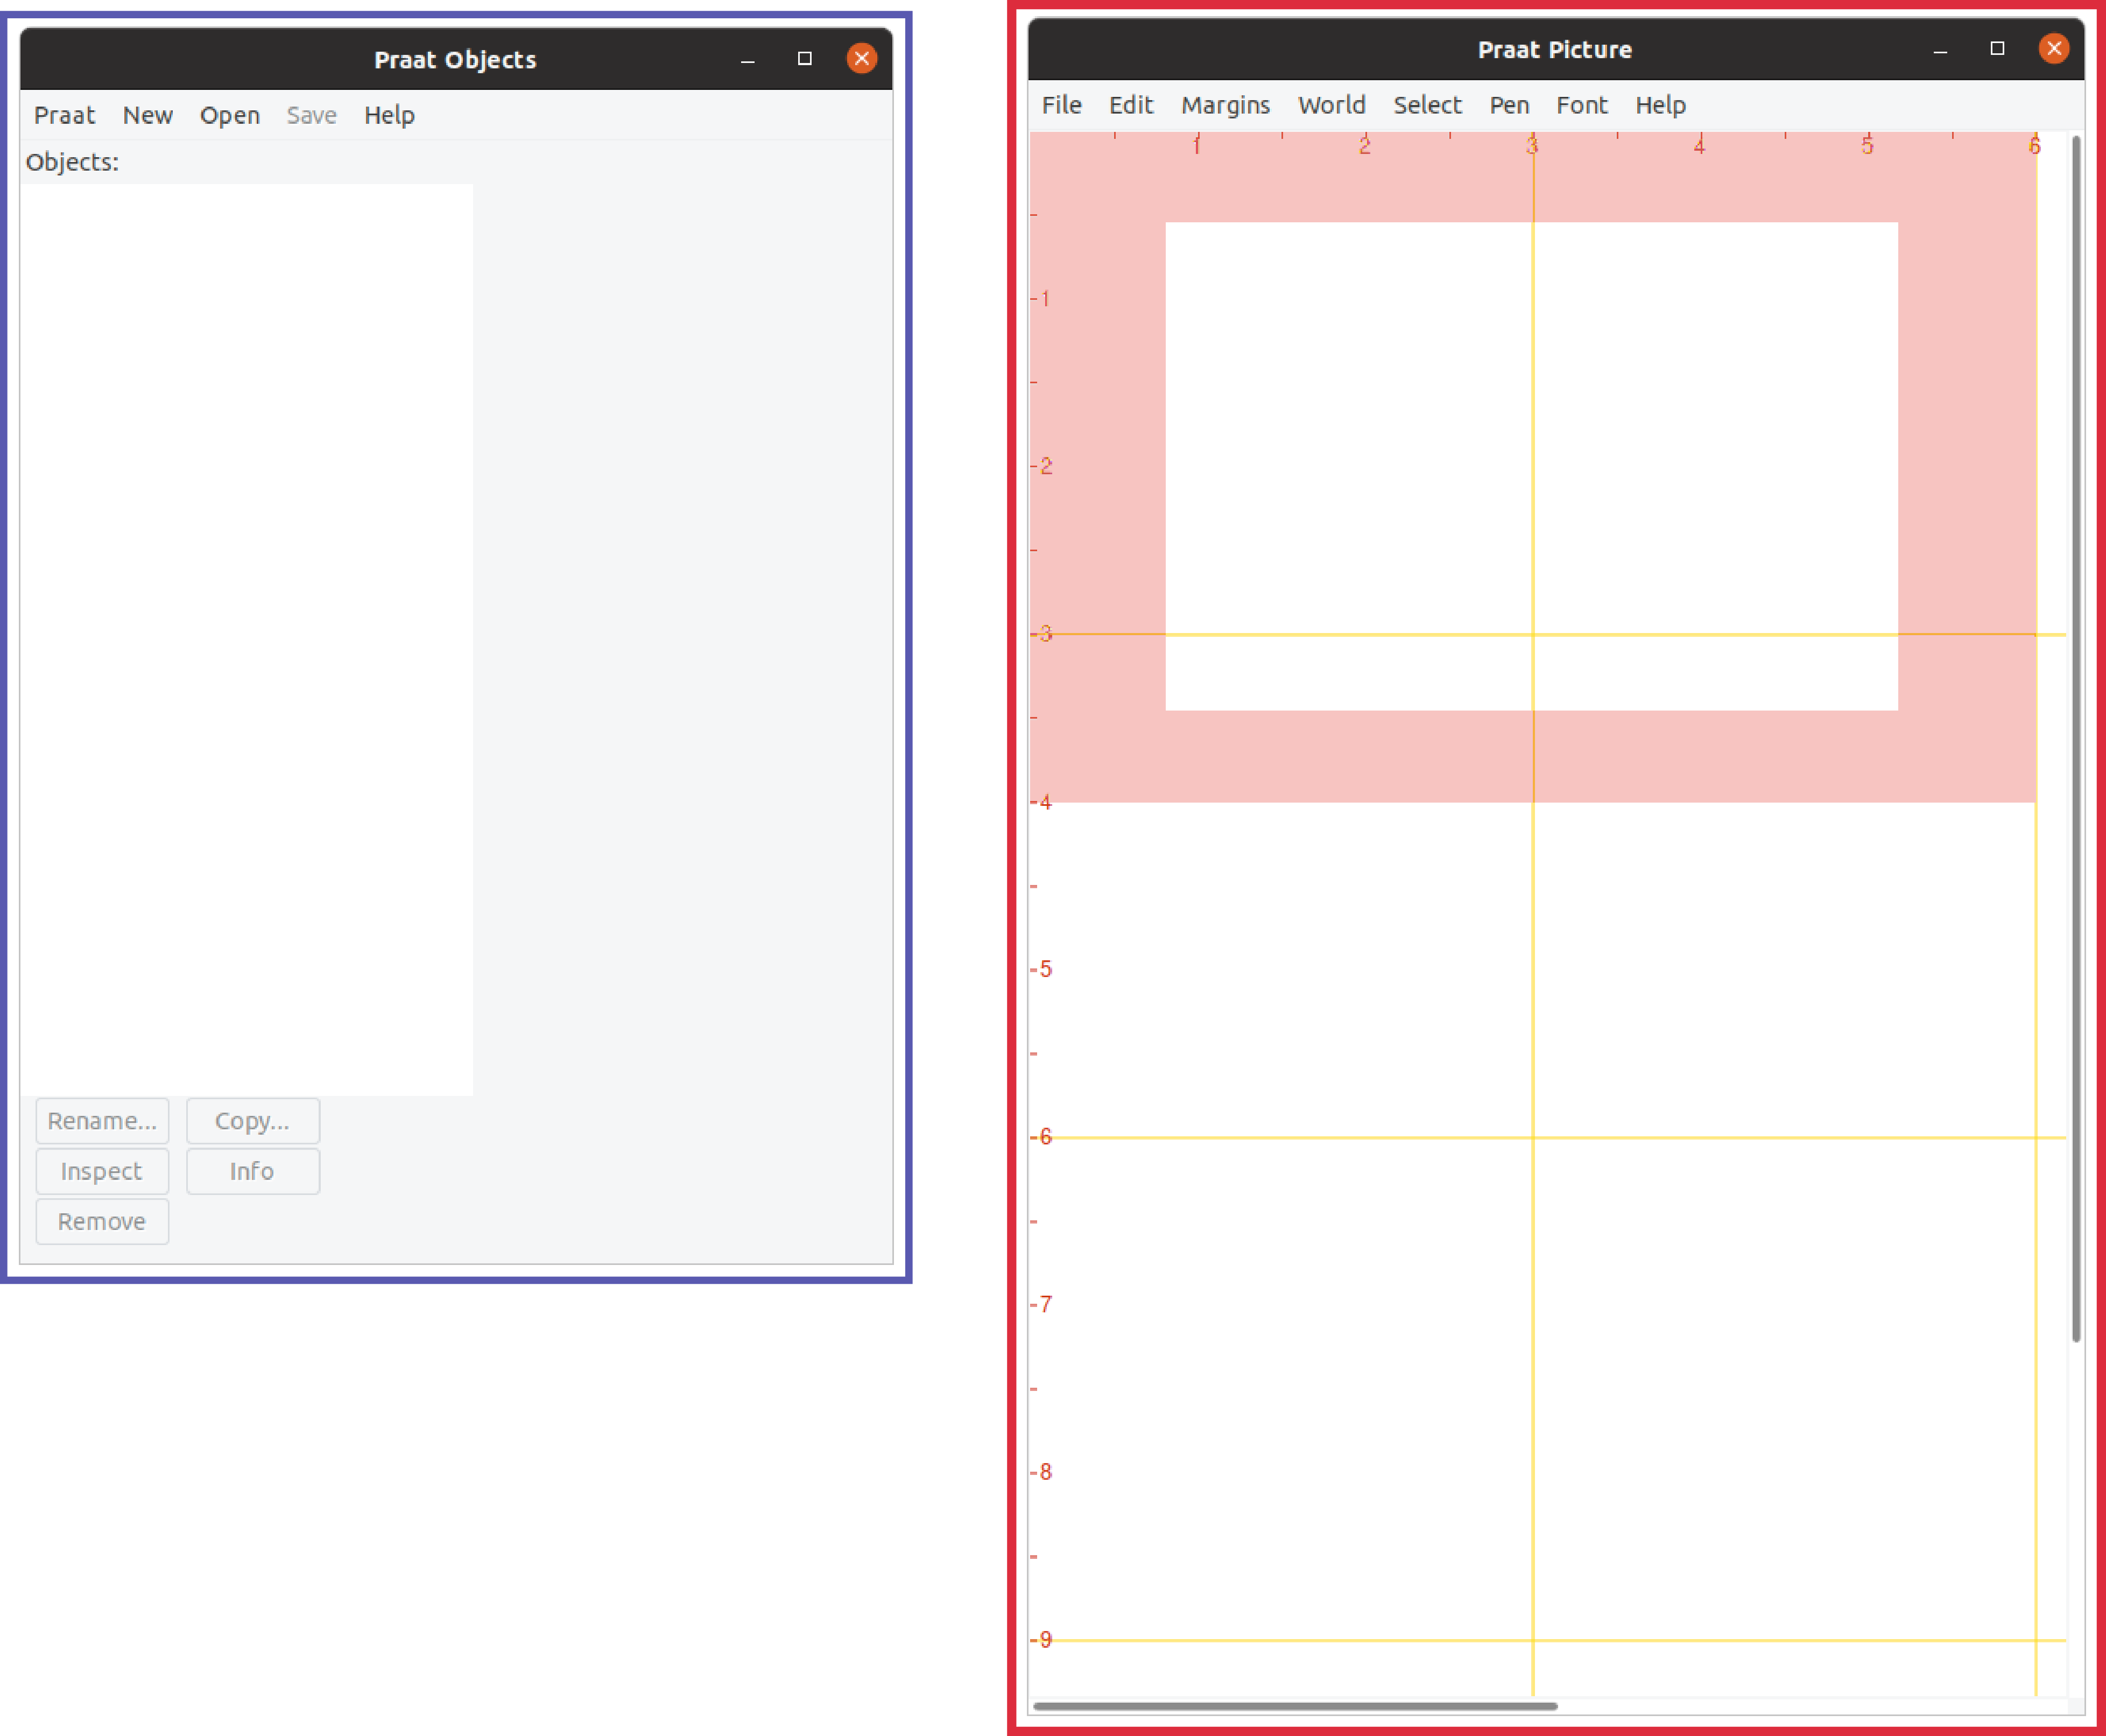 Praat Objects
Praat New Open Save Help
Objects:
Rename... Copy...
Inspect Info
Remove
Praat Picture
File Edit Margins World Select Pen Font Help
1 2 3 4 5 6
1
2
3
4
5
6
7
8
9